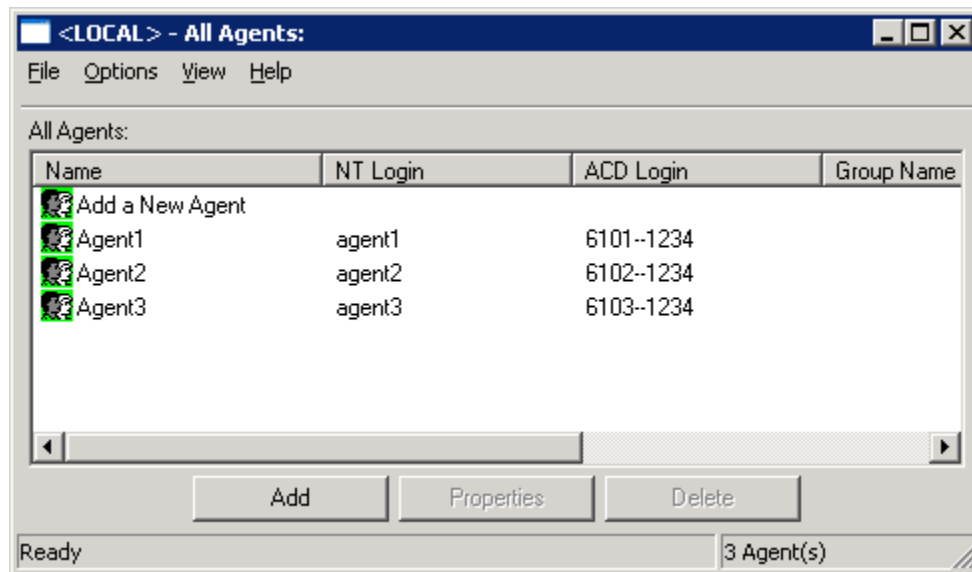 <LOCAL> - All Agents:
File Options View Help
All Agents:
Name NT Login ACD Login Group Name
Add a New Agent
Agent1 agent1 6101--1234
Agent2 agent2 6102--1234
Agent3 agent3 6103--1234
Add Properties Delete
Ready 3 Agent(s)